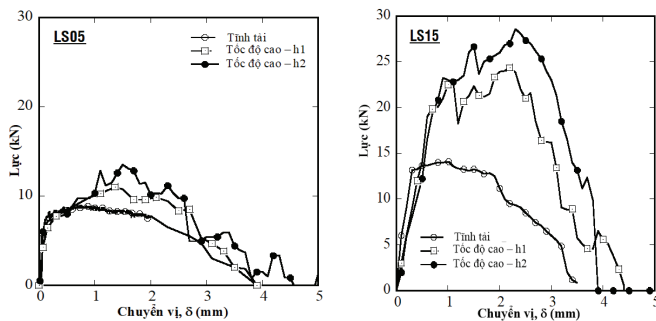 LS05
Tĩnh tải
Tốc độ cao – h1
Tốc độ cao – h2
Lực (kN)
30
20
10
0
0 1 2 3 4 5
Chuyển vị, δ (mm)
LS15
Tĩnh tải
Tốc độ cao – h1
Tốc độ cao – h2
Lực (kN)
30
25
20
15
10
5
0
0 1 2 3 4 5
Chuyển vị, δ (mm)